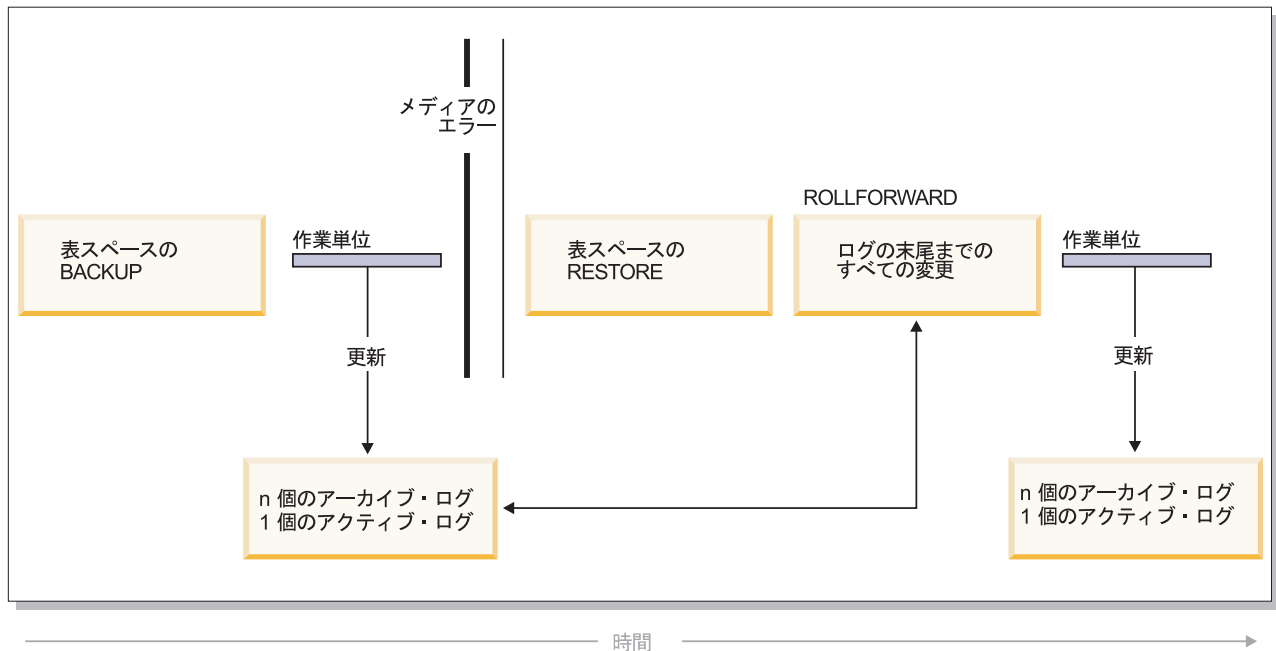 メディアの
エラー
ROLLFORWARD
表スペースの
BACKUP
作業単位
表スペースの
RESTORE
ログの末尾までの
すべての変更
作業単位
更新
更新
n 個のアーカイブ・ログ
1 個のアクティブ・ログ
n 個のアーカイブ・ログ
1 個のアクティブ・ログ
時間